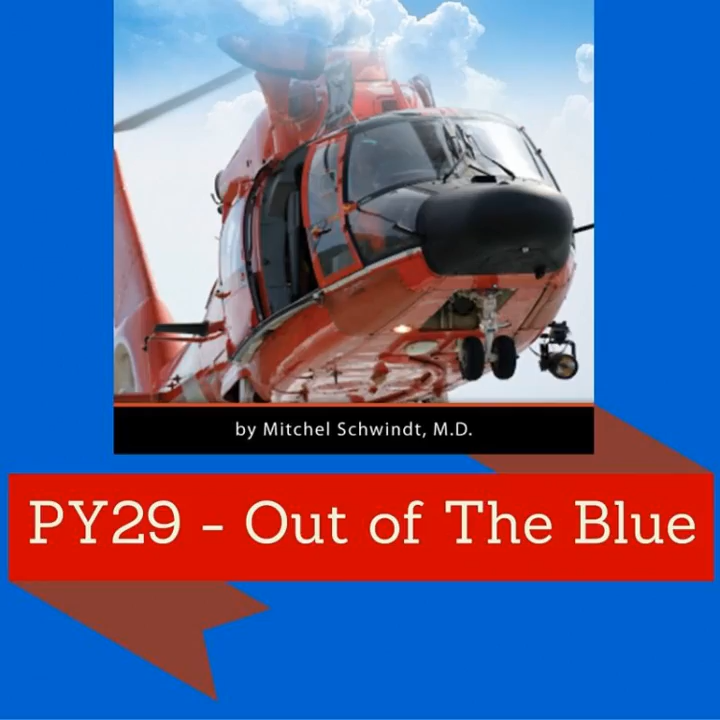 by Mitchel Schwindt, M.D.
PY29 - Out of The Blue